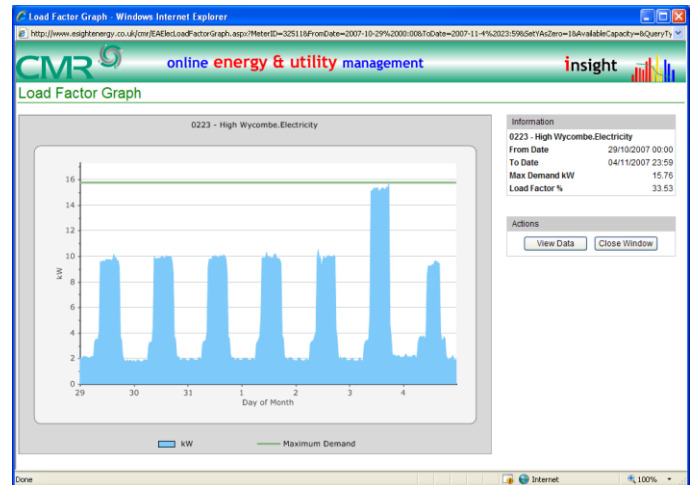 Load Factor Graph - Windows Internet Explorer
http://www.esightenergy.co.uk/cmr/EAElecLoadFactorGraph.aspx?MeterID=32511&FromDate=2007-10-29%2000:00&ToDate=2007-11-4%2023:59&SetYAsZero=1&AvailableCapacity=&QueryTy
CMR online energy & utility management insight
Load Factor Graph
0223 - High Wycombe.Electricity
16
14
12
10
8
6
4
2
0
kW
29 30 31 1 2 3 4
Day of Month
kW Maximum Demand
Information
0223 - High Wycombe.Electricity
From Date 29/10/2007 00:00
To Date 04/11/2007 23:59
Max Demand kW 15.76
Load Factor % 33.53
Actions
View Data Close Window
Done Internet 100%